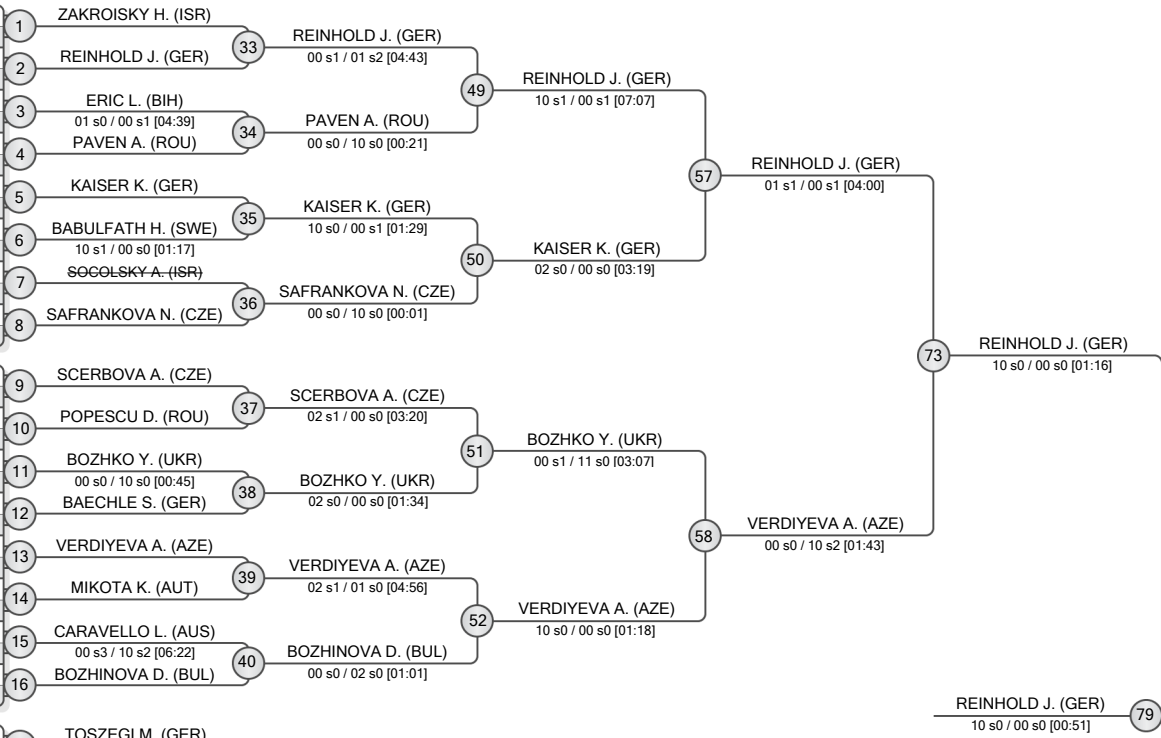 1
ZAKROISKY H. (ISR)
2
REINHOLD J. (GER)
33
REINHOLD J. (GER)
00 s1 / 01 s2 [04:43]
3
ERIC L. (BIH)
01 s0 / 00 s1 [04:39]
4
PAVEN A. (ROU)
34
PAVEN A. (ROU)
00 s0 / 10 s0 [00:21]
49
REINHOLD J. (GER)
10 s1 / 00 s1 [07:07]
5
KAISER K. (GER)
6
BABULFATH H. (SWE)
10 s1 / 00 s0 [01:17]
35
KAISER K. (GER)
10 s0 / 00 s1 [01:29]
7
SOCOLSKY A. (ISR)
8
SAFRANKOVA N. (CZE)
36
SAFRANKOVA N. (CZE)
00 s0 / 10 s0 [00:01]
50
KAISER K. (GER)
02 s0 / 00 s0 [03:19]
57
REINHOLD J. (GER)
01 s1 / 00 s1 [04:00]
9
SCERBOVA A. (CZE)
10
POPESCU D. (ROU)
37
SCERBOVA A. (CZE)
02 s1 / 00 s0 [03:20]
11
BOZHKO Y. (UKR)
00 s0 / 10 s0 [00:45]
12
BAECHLE S. (GER)
38
BOZHKO Y. (UKR)
02 s0 / 00 s0 [01:34]
51
BOZHKO Y. (UKR)
00 s1 / 11 s0 [03:07]
13
VERDIYEVA A. (AZE)
14
MIKOTA K. (AUT)
39
VERDIYEVA A. (AZE)
02 s1 / 01 s0 [04:56]
15
CARAVELLO L. (AUS)
00 s3 / 10 s2 [06:22]
16
BOZHINOVA D. (BUL)
40
BOZHINOVA D. (BUL)
00 s0 / 02 s0 [01:01]
52
VERDIYEVA A. (AZE)
10 s0 / 00 s0 [01:18]
58
VERDIYEVA A. (AZE)
00 s0 / 10 s2 [01:43]
73
REINHOLD J. (GER)
10 s0 / 00 s0 [01:16]
REINHOLD J. (GER)
10 s0 / 00 s0 [00:51]
79
TOSZEGI M. (GER)